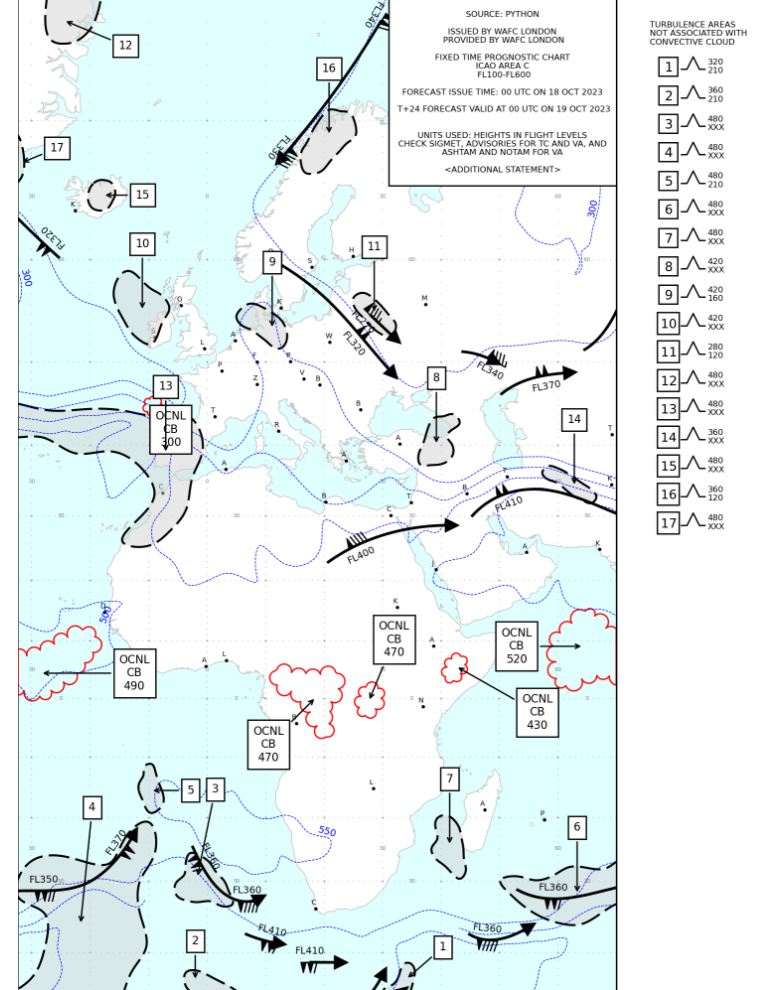 SOURCE: PYTHON
ISSUED BY WAFC LONDON
PROVIDED BY WAFC LONDON
FIXED TIME PROGNOSTIC CHART
ICAO AREA C
FL100-FL600
FORECAST ISSUE TIME: 00 UTC ON 18 OCT 2023
T+24 FORECAST VALID AT 00 UTC ON 19 OCT 2023
UNITS USED: HEIGHTS IN FLIGHT LEVELS
CHECK SIGMET, ADVISORIES FOR TC AND VA, AND
ASHTAM AND NOTAM FOR VA
<ADDITIONAL STATEMENT>
TURBULENCE AREAS
NOT ASSOCIATED WITH
CONVECTIVE CLOUD
1 320
210
2 360
210
3 480
XXX
4 480
XXX
5 480
210
6 480
XXX
7 480
XXX
8 420
XXX
9 420
160
10 420
XXX
11 280
120
12 480
XXX
13 480
XXX
14 360
XXX
15 480
XXX
16 360
120
17 480
XXX
FL340
12
16
17
FL330
15
K
300
FL320
10
9
11
H
S
300
G
K
M
L
A
W
FL320
P
Z
V
B
FL340
FL370
8
13
OCNL
CB
300
T
R
B
A
A
14
T
A
C
B
T
B
T
K
C
FL410
FL400
A
K
J
500
K
OCNL
CB
470
A
OCNL
CB
520
A
L
OCNL
CB
490
N
OCNL
CB
430
OCNL
CB
470
L
7
5
3
4
A
P
550
6
FL370
FL360
FL350
FL360
FL360
C
FL410
FL360
2
FL410
1